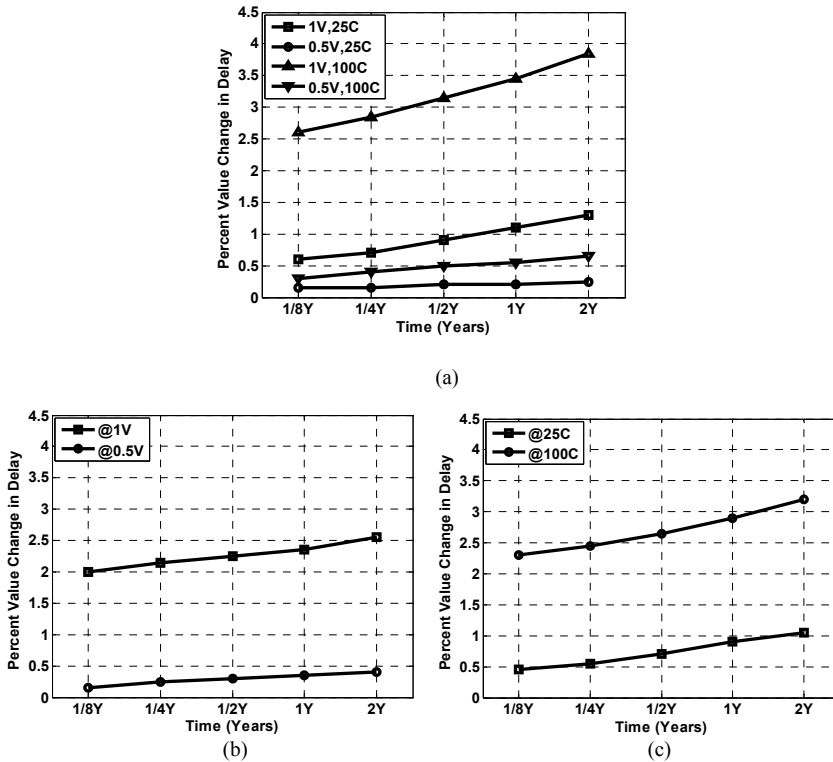 4.5
4
3.5
3
2.5
2
1.5
1
0.5
0
Percent Value Change in Delay
1V,25C
0.5V,25C
1V,100C
0.5V,100C
1/8Y 1/4Y 1/2Y 1Y 2Y
Time (Years)
(a)
4.5
4
3.5
3
2.5
2
1.5
1
0.5
0
Percent Value Change in Delay
@1V
@0.5V
1/8Y 1/4Y 1/2Y 1Y 2Y
Time (Years)
(b)
4.5
4
3.5
3
2.5
2
1.5
1
0.5
0
Percent Value Change in Delay
@25C
@100C
1/8Y 1/4Y 1/2Y 1Y 2Y
Time (Years)
(c)